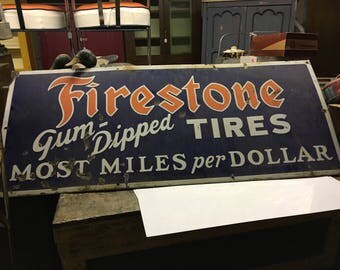 Firestone
Gum Dipped TIRES
MOST MILES per DOLLAR